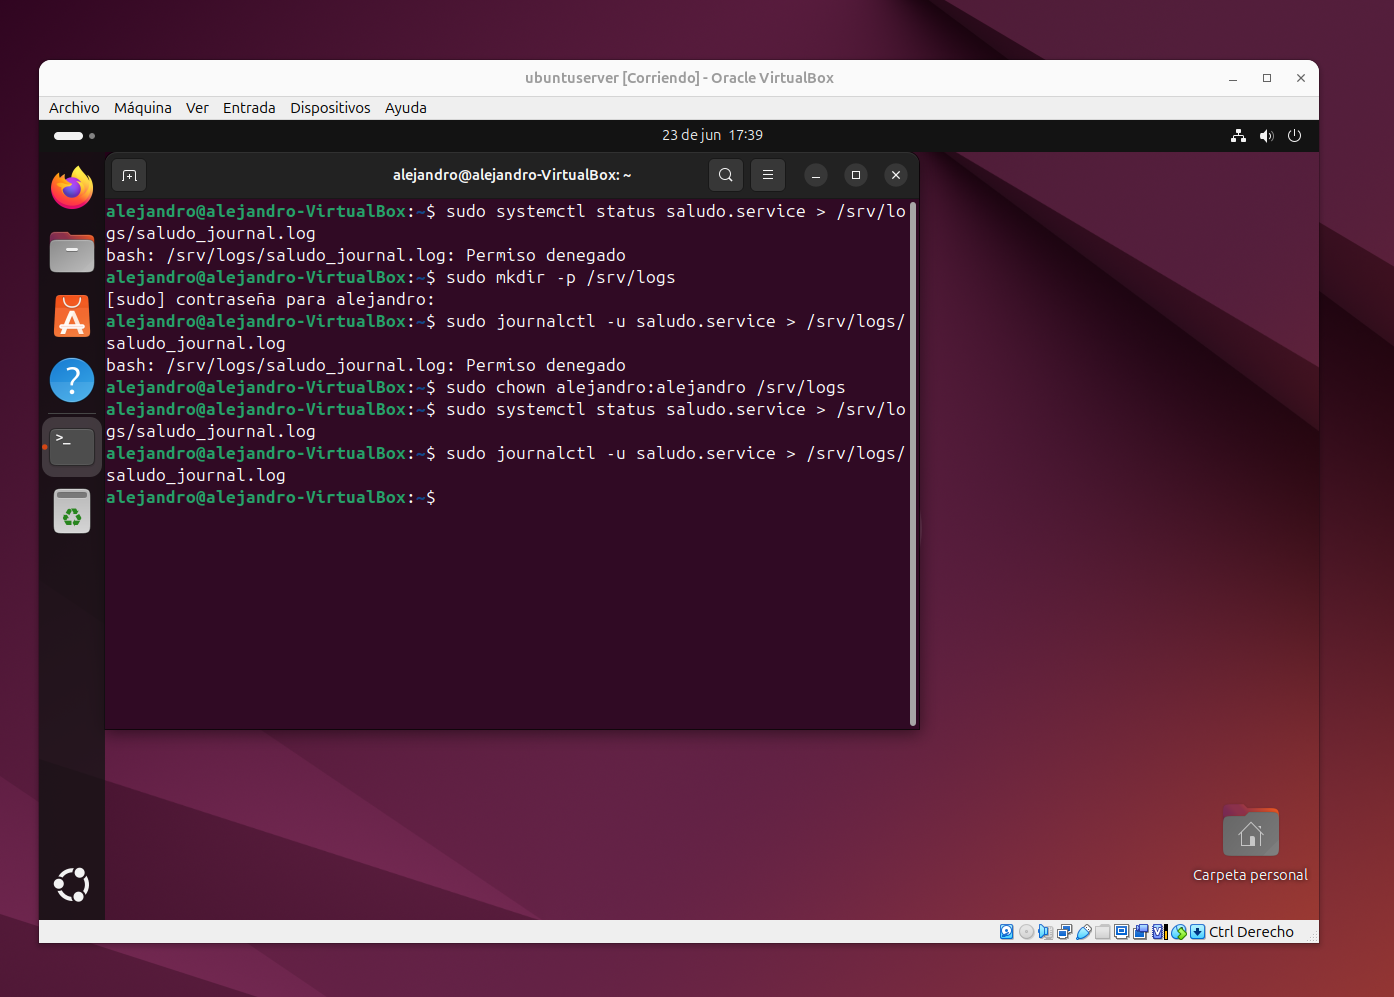 ubuntuserver [Corriendo] - Oracle VirtualBox
Archivo Máquina Ver Entrada Dispositivos Ayuda
23 de jun 17:39
alejandro@alejandro-VirtualBox: ~
alejandro@alejandro-VirtualBox:~$ sudo systemctl status saludo.service > /srv/lo
gs/saludo_journal.log
bash: /srv/logs/saludo_journal.log: Permiso denegado
alejandro@alejandro-VirtualBox:~$ sudo mkdir -p /srv/logs
[sudo] contraseña para alejandro:
alejandro@alejandro-VirtualBox:~$ sudo journalctl -u saludo.service > /srv/logs/
saludo_journal.log
bash: /srv/logs/saludo_journal.log: Permiso denegado
alejandro@alejandro-VirtualBox:~$ sudo chown alejandro:alejandro /srv/logs
alejandro@alejandro-VirtualBox:~$ sudo systemctl status saludo.service > /srv/lo
gs/saludo_journal.log
alejandro@alejandro-VirtualBox:~$ sudo journalctl -u saludo.service > /srv/logs/
saludo_journal.log
alejandro@alejandro-VirtualBox:~$
Carpeta personal
Ctrl Derecho